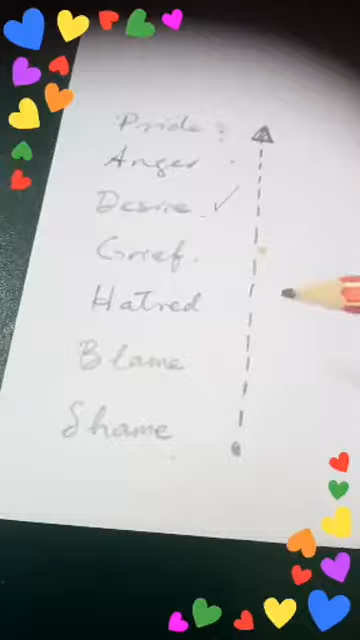 Pride ?
Anger .
Desire. ✓
Grief.
Hatred
Blame
Shame